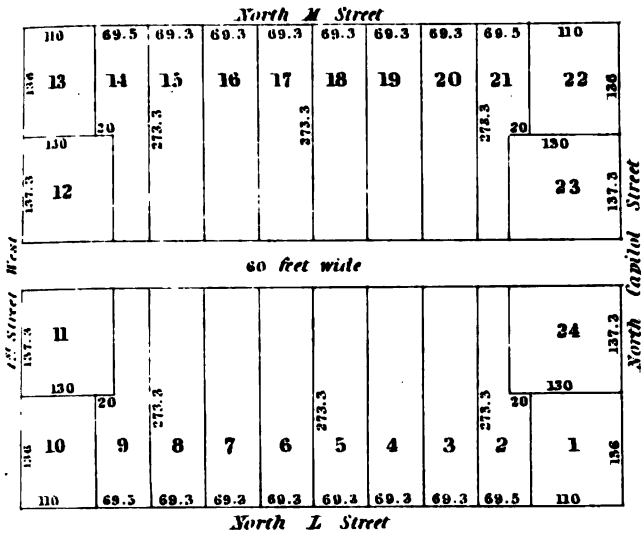 North M Street
110 69.5 69.3 69.3 69.3 69.3 69.3 69.3 69.5 110
136 13 14 15 16 17 18 19 20 21 22 136
20 273.3 273.3 273.3 20
130 130
137.3 12 23 137.3
1st Street West
60 feet wide
North Capitol Street
137.3 11 24 137.3
130 130
20 273.3 273.3 273.3 20
136 10 9 8 7 6 5 4 3 2 1 136
110 69.5 69.3 69.3 69.3 69.3 69.3 69.3 69.5 110
North L Street